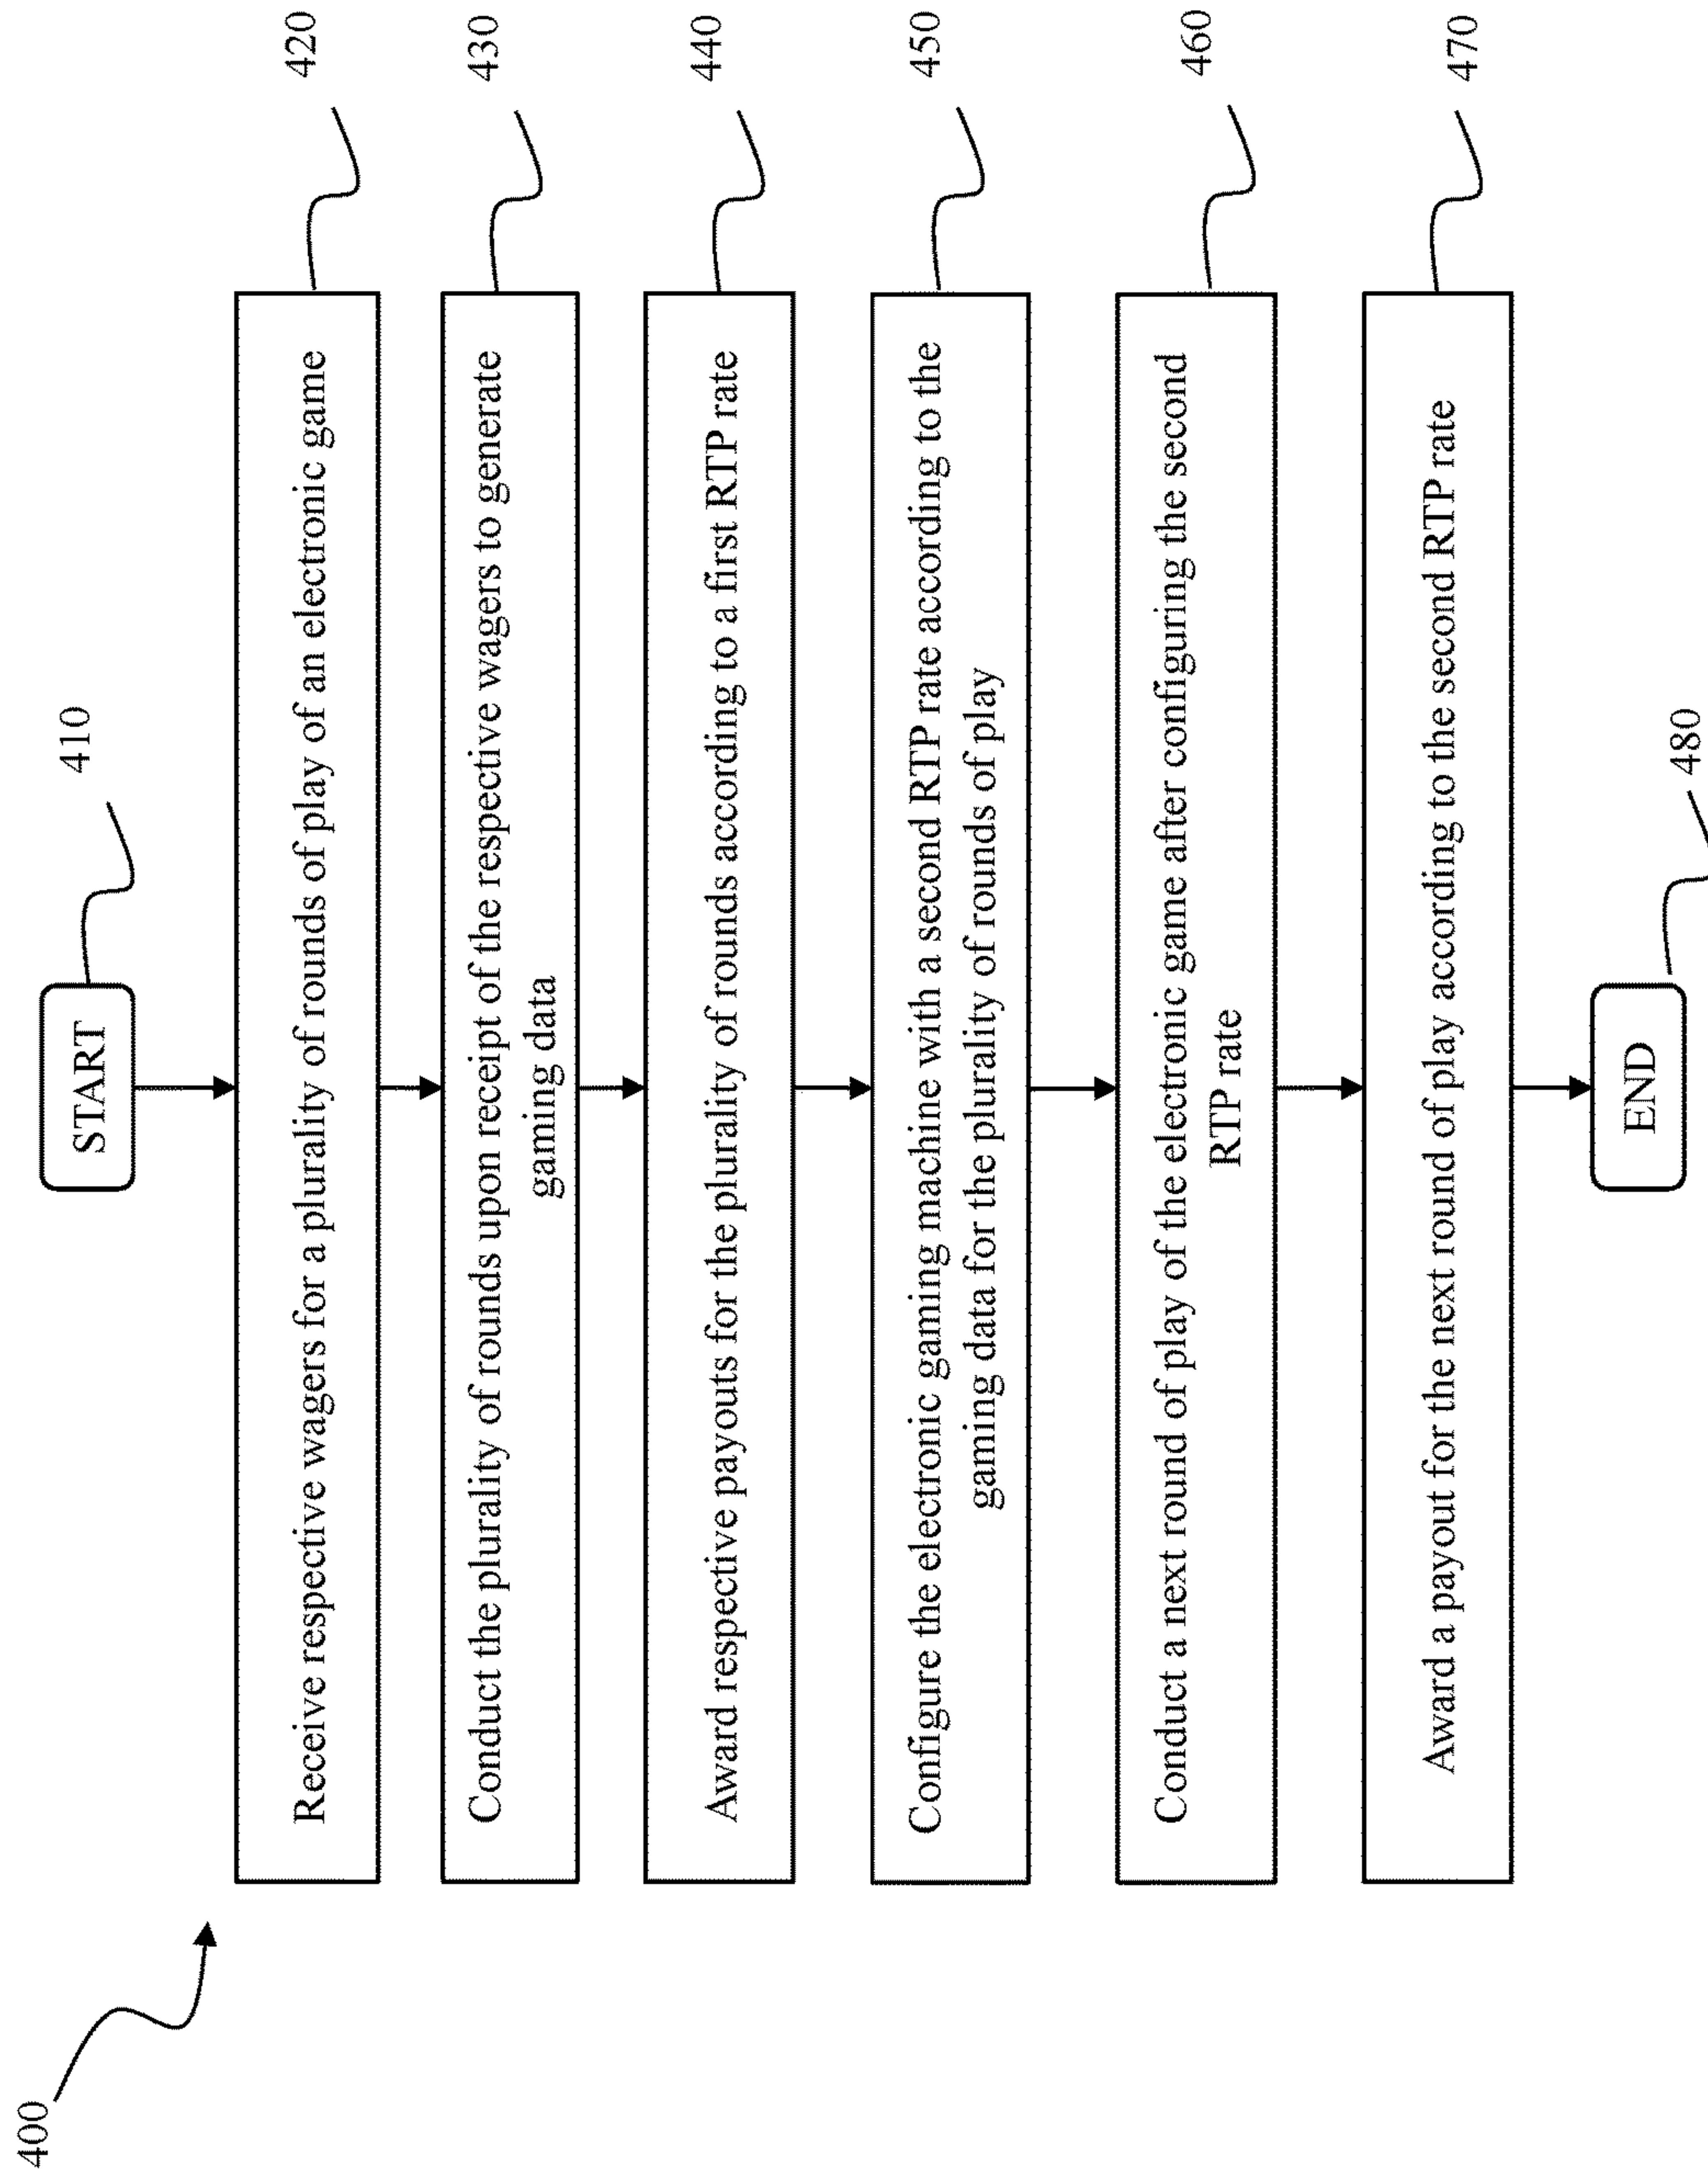 400
START
410
Receive respective wagers for a plurality of rounds of play of an electronic game
420
Conduct the plurality of rounds upon receipt of the respective wagers to generate
gaming data
430
Award respective payouts for the plurality of rounds according to a first RTP rate
440
Configure the electronic gaming machine with a second RTP rate according to the
gaming data for the plurality of rounds of play
450
Conduct a next round of play of the electronic game after configuring the second
RTP rate
460
Award a payout for the next round of play according to the second RTP rate
470
END
480